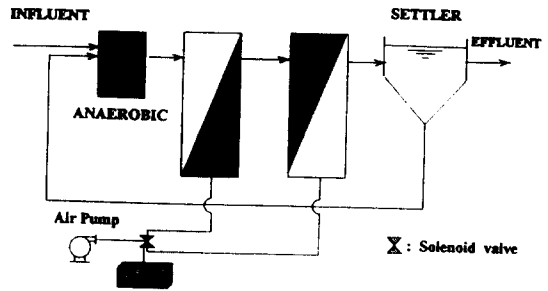 INFLUENT
SETTLER
EFFLUENT
ANAEROBIC
Air Pump
: Solenoid valve